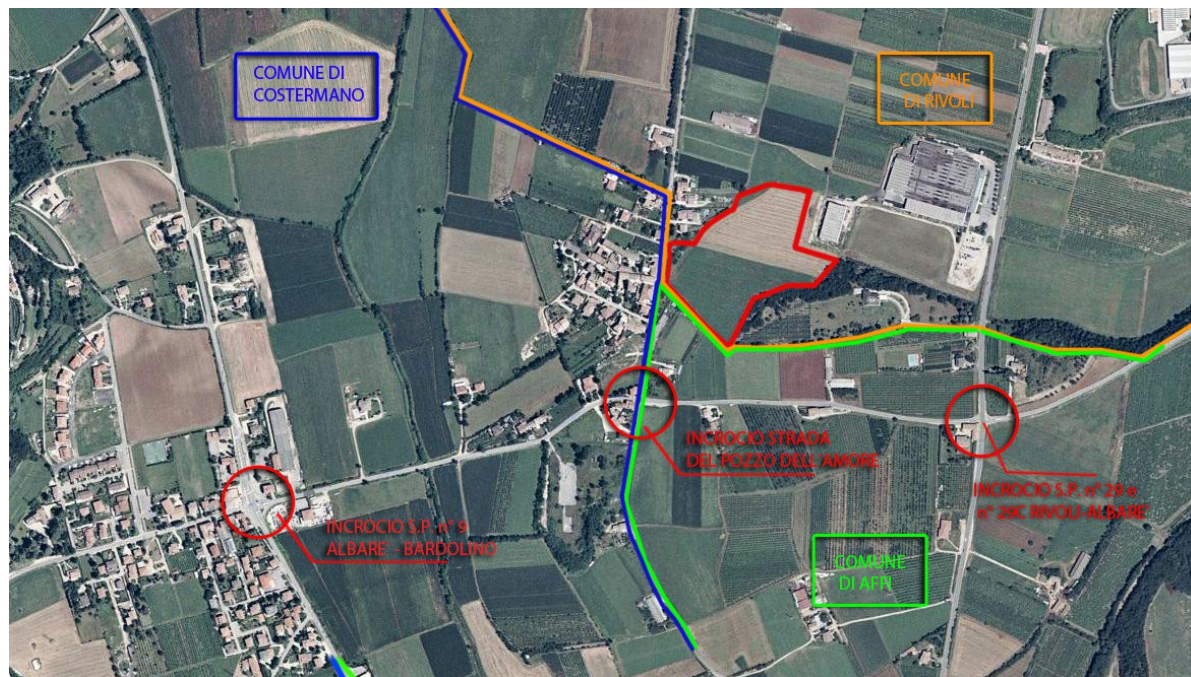 COMUNE DI
COSTERMANO
COMUNE
DI RIVOLI
INCROCIO STRADA
DEL POZZO DELL'AMORE
INCROCIO S.P. n° 29 e
n° 29C RIVOLI-ALBARE'
INCROCIO S.P. n° 9
ALBARE' - BARDOLINO
COMUNE
DI AFFI